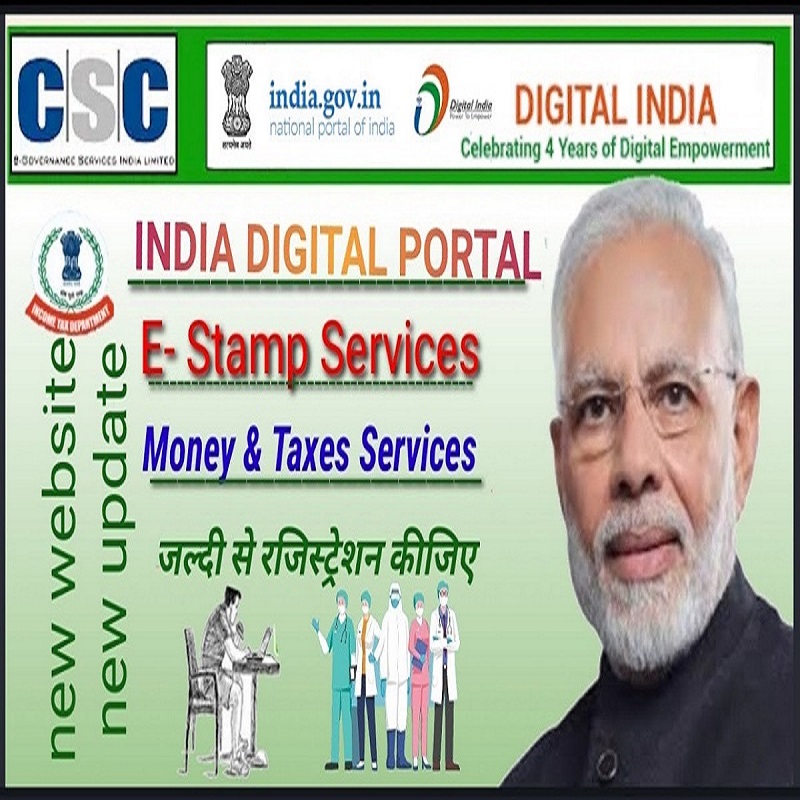 CSC
E-GOVERNANCE SERVICES INDIA LIMITED
सत्यमेव जयते
india.gov.in
national portal of india
Digital India
Power To Empower
DIGITAL INDIA
Celebrating 4 Years of Digital Empowerment
INCOME TAX DEPARTMENT
INDIA DIGITAL PORTAL
E- Stamp Services
Money & Taxes Services
जल्दी से रजिस्ट्रेशन कीजिए
new website
new update